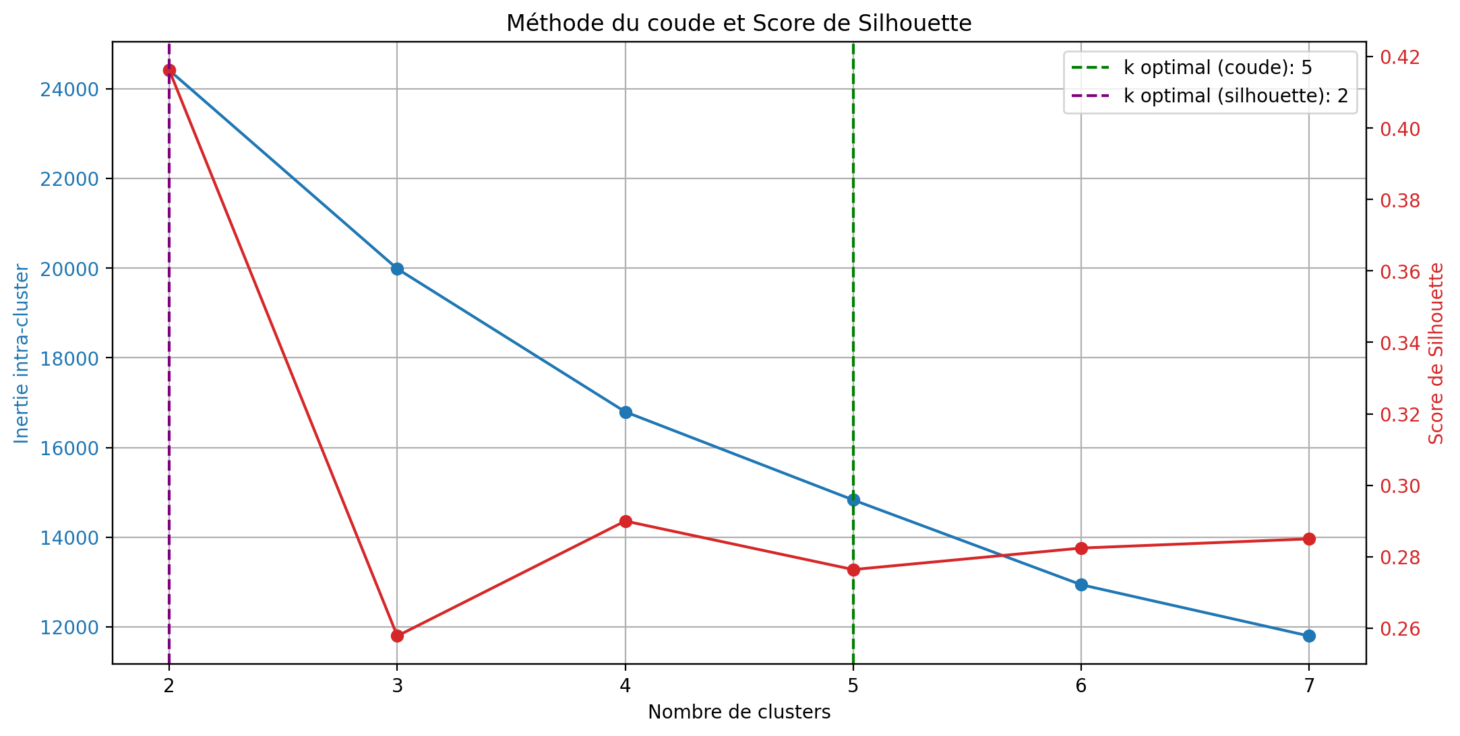 Méthode du coude et Score de Silhouette
k optimal (coude): 5
k optimal (silhouette): 2
Inertie intra-cluster
24000
22000
20000
18000
16000
14000
12000
Score de Silhouette
0.42
0.40
0.38
0.36
0.34
0.32
0.30
0.28
0.26
2 3 4 5 6 7
Nombre de clusters